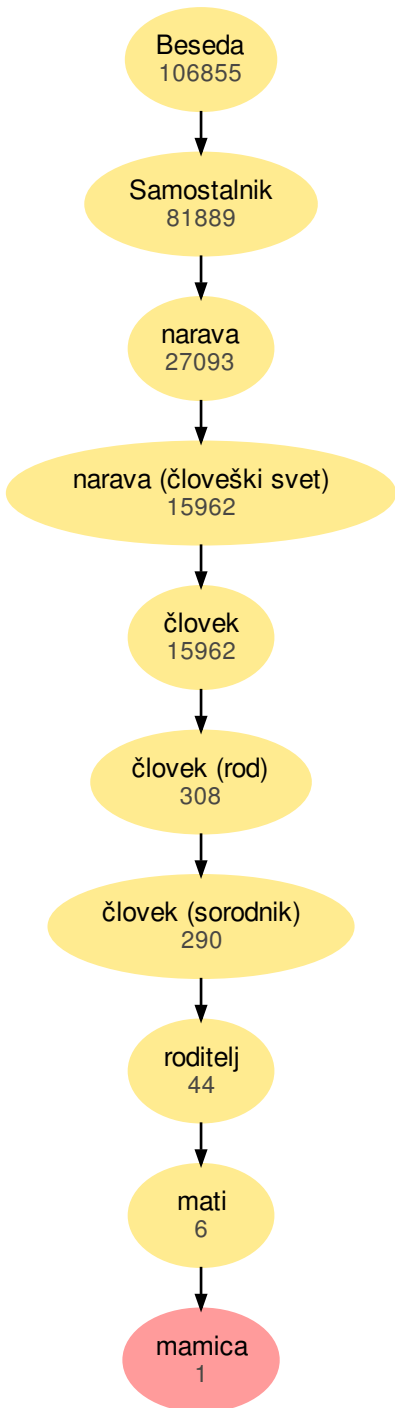 Beseda
106855
Samostalnik
81889
narava
27093
narava (človeški svet)
15962
človek
15962
človek (rod)
308
človek (sorodnik)
290
roditelj
44
mati
6
mamica
1